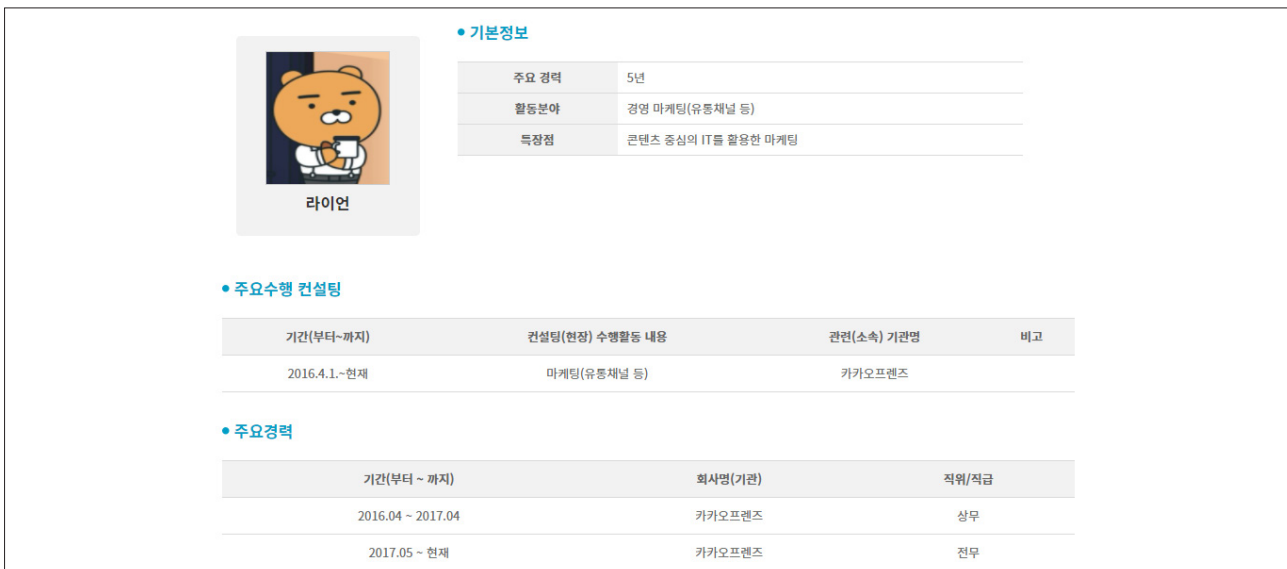 기본정보
주요 경력 5년
활동분야 경영 마케팅(유통채널 등)
특장점 콘텐츠 중심의 IT를 활용한 마케팅
라이언
주요수행 컨설팅
기간(부터~까지) 컨설팅(현장) 수행활동 내용 관련(소속) 기관명 비고
2016.4.1.~현재 마케팅(유통채널 등) 카카오프렌즈
주요경력
기간(부터 ~ 까지) 회사명(기관) 직위/직급
2016.04 ~ 2017.04 카카오프렌즈 상무
2017.05 ~ 현재 카카오프렌즈 전무